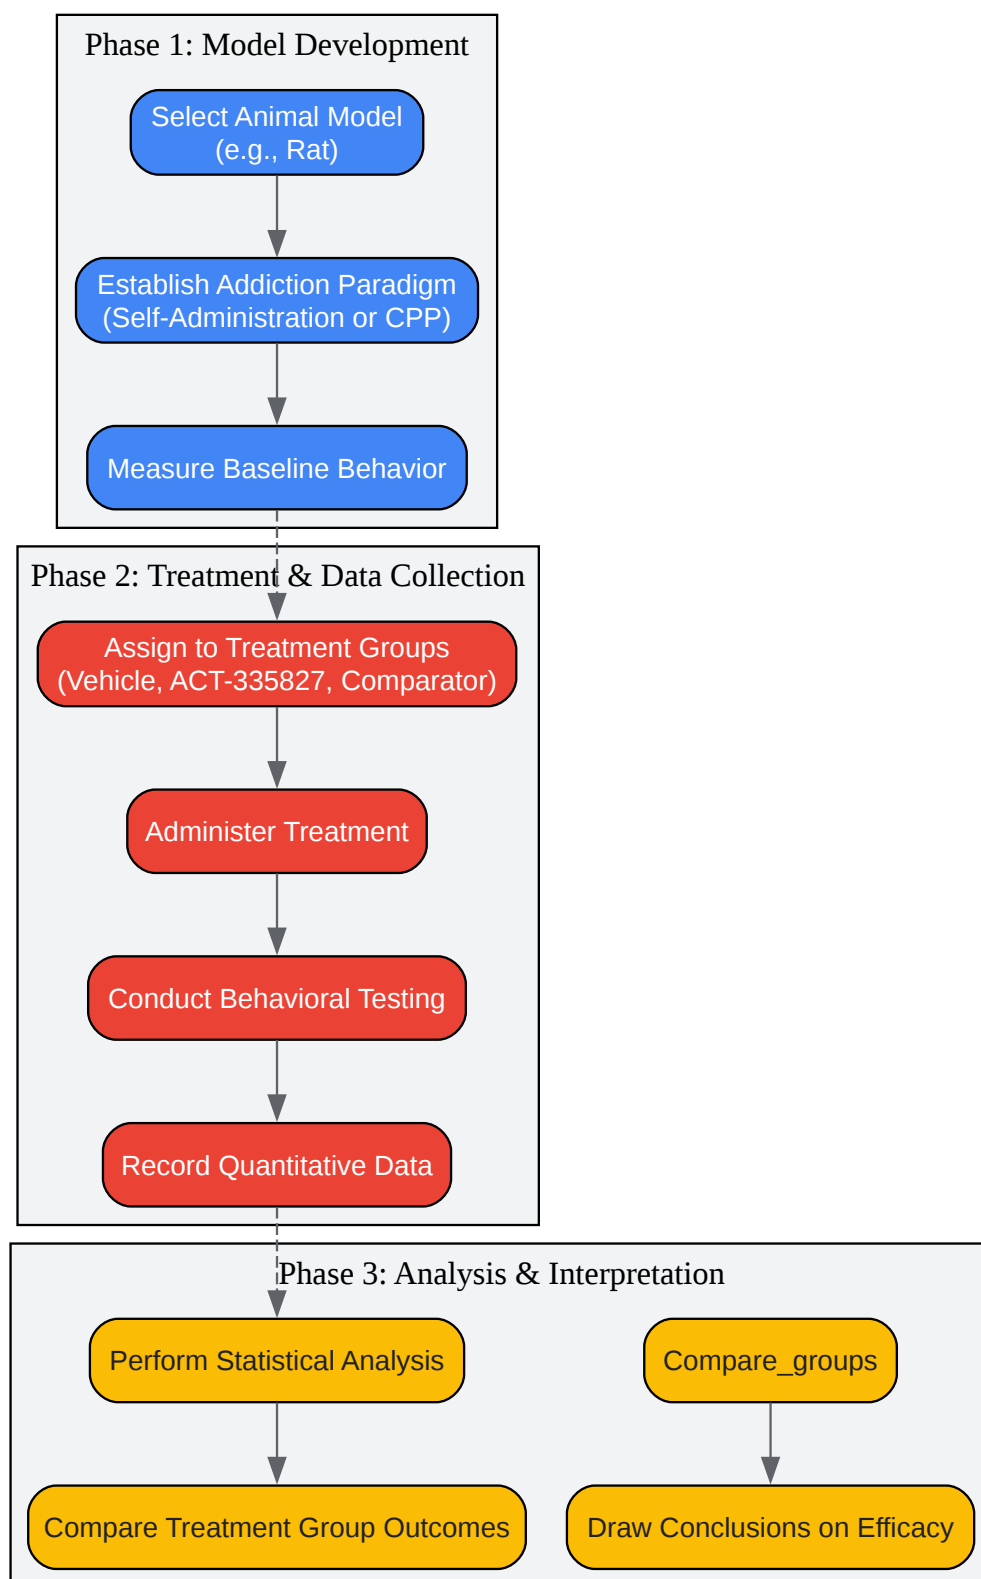 Phase 1: Model Development
Select Animal Model
(e.g., Rat)
Establish Addiction Paradigm
(Self-Administration or CPP)
Measure Baseline Behavior
Phase 2: Treatment & Data Collection
Assign to Treatment Groups
(Vehicle, ACT-335827, Comparator)
Administer Treatment
Conduct Behavioral Testing
Record Quantitative Data
Phase 3: Analysis & Interpretation
Perform Statistical Analysis
Compare_groups
Compare Treatment Group Outcomes
Draw Conclusions on Efficacy